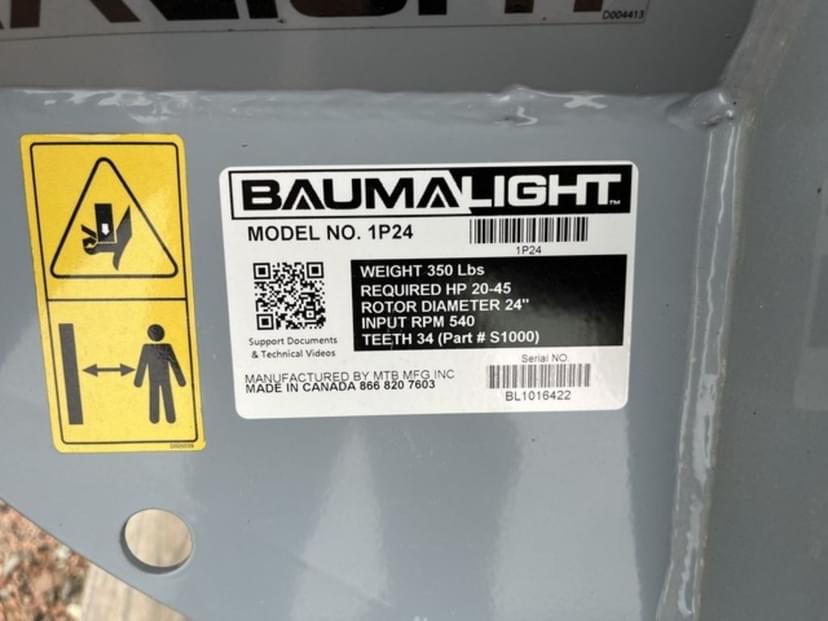 D004413
BAUMALIGHT™
MODEL NO. 1P24
1P24
WEIGHT 350 Lbs
REQUIRED HP 20-45
ROTOR DIAMETER 24"
INPUT RPM 540
TEETH 34 (Part # S1000)
Support Documents
& Technical Videos
Serial NO.
MANUFACTURED BY MTB MFG INC
MADE IN CANADA 866 820 7603
BL1016422